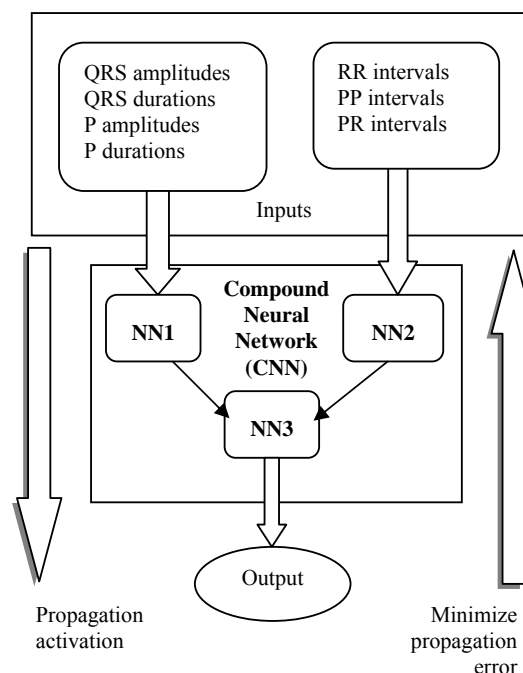 QRS amplitudes
QRS durations
P amplitudes
P durations
RR intervals
PP intervals
PR intervals
Inputs
Compound
Neural
Network
(CNN)
NN1
NN2
NN3
Output
Propagation
activation
Minimize
propagation
error